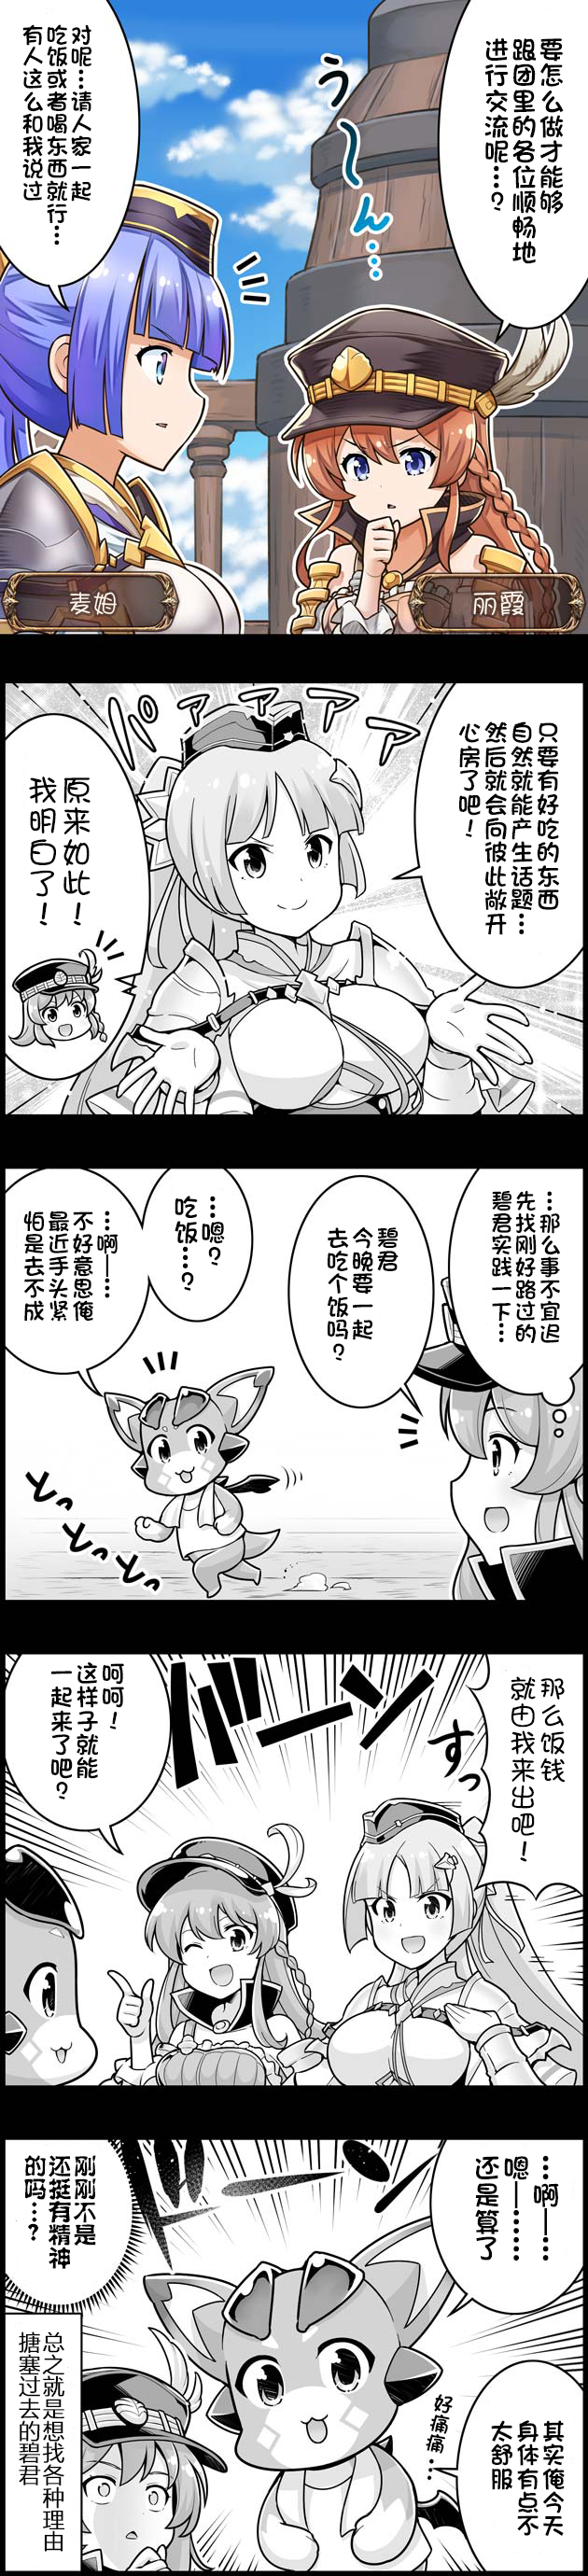 要怎么做才能够
跟团里的各位顺畅地
进行交流呢…?
う～ん…
对呢…请人家一起
吃饭或者喝东西就行…
有人这么和我说过
麦姆
丽霞
只要有好吃的东西
自然就能产生话题…
然后就会向彼此敞开
心房了吧!
パァァァァ
原来如此!
我明白了!
…那么事不宜迟
先找刚好路过的
碧君实践一下…
碧君
今晚要一起
去吃个饭吗?
…嗯?
吃饭…?
…啊——…
不好意思俺
最近手头紧
怕是去不成
とことこ
那么饭钱
就由我来出吧!
すっ
バーン
呵呵!
这样子就能
一起来了吧?
…啊——…
嗯——……
还是算了
刚刚不是
还挺有精神
的吗…?
其实俺今天
身体有点不
太舒服
好痛痛…
总之就是想找各种理由
搪塞过去的碧君